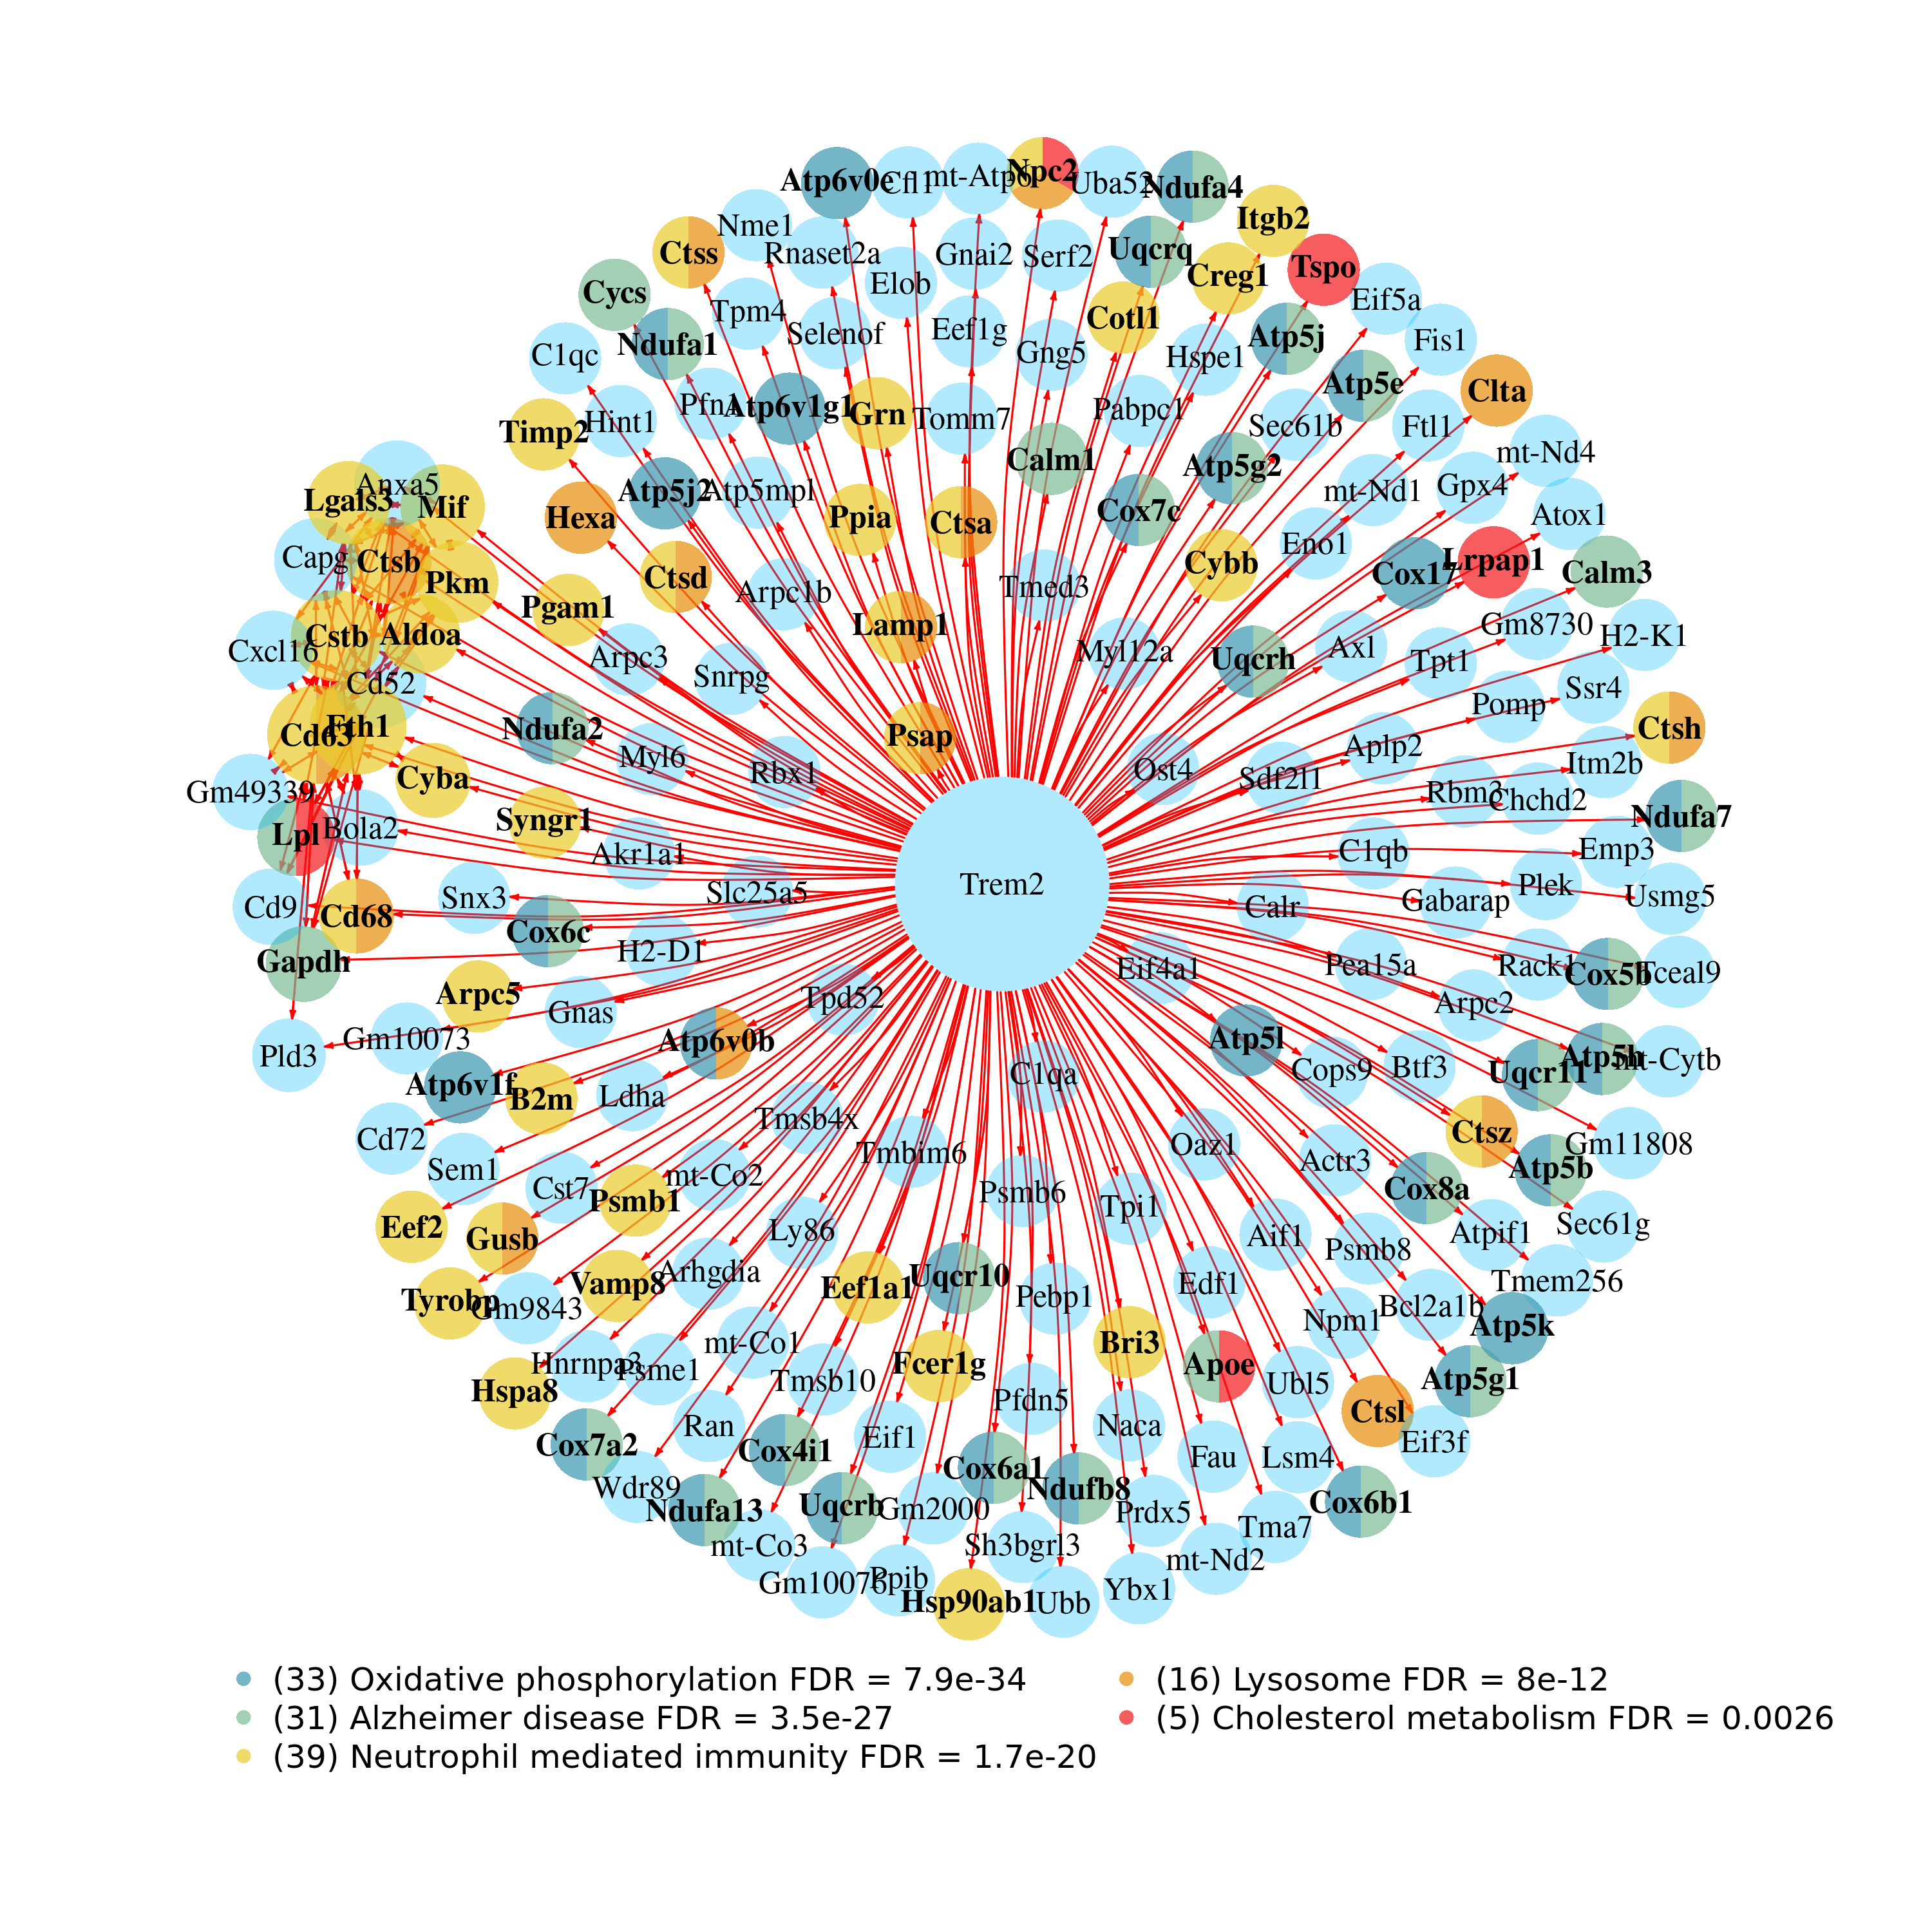 Atp6v0e
Cfl1
mt-Atp6
Npc2
Uba52
Ndufa4
Itgb2
Nme1
Ctss
Rnaset2a
Gnai2
Serf2
Uqcrq
Creg1
Tspo
Elob
Cycs
Tpm4
Eif5a
Cotl1
Selenof
Eef1g
Gng5
Atp5j
Fis1
Ndufa1
C1qc
Hspe1
Atp5e
Clta
Pfn1
Atp6v1g1
Grn
Tomm7
Pabpc1
Hint1
Timp2
Sec61b
Ftl1
mt-Nd4
Calm1
Atp5g2
Anxa5
Atp5j2
Atp5mpl
mt-Nd1
Gpx4
Lgals3
Mif
Hexa
Ppia
Ctsa
Cox7c
Atox1
Eno1
Capg
Ctsb
Pkm
Ctsd
Arpc1b
Tmed3
Cybb
Cox17
Lrpap1
Calm3
Pgam1
Lamp1
Gm8730
H2-K1
Cstb
Aldoa
Cxcl16
Arpc3
Snrpg
Myl12a
Uqcrh
Axl
Tpt1
Cd52
Ssr4
Pomp
Cd63
Fth1
Ndufa2
Psap
Ctsh
Aplp2
Myl6
Rbx1
Ost4
Sdf2l1
Itm2b
Cyba
Gm49339
Rbm3
Chchd2
Syngr1
Ndufa7
Lpl
Bola2
Akr1a1
C1qb
Emp3
Trem2
Plek
Usmg5
Slc25a5
Snx3
Cd9
Cd68
Calr
Gabarap
Cox6c
H2-D1
Gapdh
Eif4a1
Pea15a
Rack1
Cox5b
Tceal9
Arpc5
Tpd52
Gnas
Arpc2
Gm10073
Pld3
Atp6v0b
Atp5l
Cops9
Btf3
Uqcr11
Atp5h
mt-Cytb
C1qa
Atp6v1f
B2m
Ldha
Tmsb4x
Cd72
Tmbim6
Oaz1
Actr3
Ctsz
Gm11808
Sem1
Cst7
mt-Co2
Atp5b
Psmb1
Psmb6
Tpi1
Cox8a
Eef2
Gusb
Ly86
Aif1
Psmb8
Atpif1
Sec61g
Arhgdia
Vamp8
Eef1a1
Uqcr10
Pebp1
Edf1
Tmem256
Tyrobp
Gm9843
Npm1
Bcl2a1b
Atp5k
mt-Co1
Bri3
Hnrnpa3
Psme1
Fcer1g
Apoe
Ubl5
Atp5g1
Hspa8
Tmsb10
Pfdn5
Ctsl
Ran
Naca
Eif1
Eif3f
Cox7a2
Cox4i1
Fau
Lsm4
Cox6a1
Wdr89
Ndufb8
Cox6b1
Ndufa13
Uqcrb
Gm2000
Prdx5
Tma7
mt-Co3
Sh3bgrl3
mt-Nd2
Ppib
Ybx1
Hsp90ab1
Ubb
(33) Oxidative phosphorylation FDR = 7.9e-34
(31) Alzheimer disease FDR = 3.5e-27
(39) Neutrophil mediated immunity FDR = 1.7e-20
(16) Lysosome FDR = 8e-12
(5) Cholesterol metabolism FDR = 0.0026